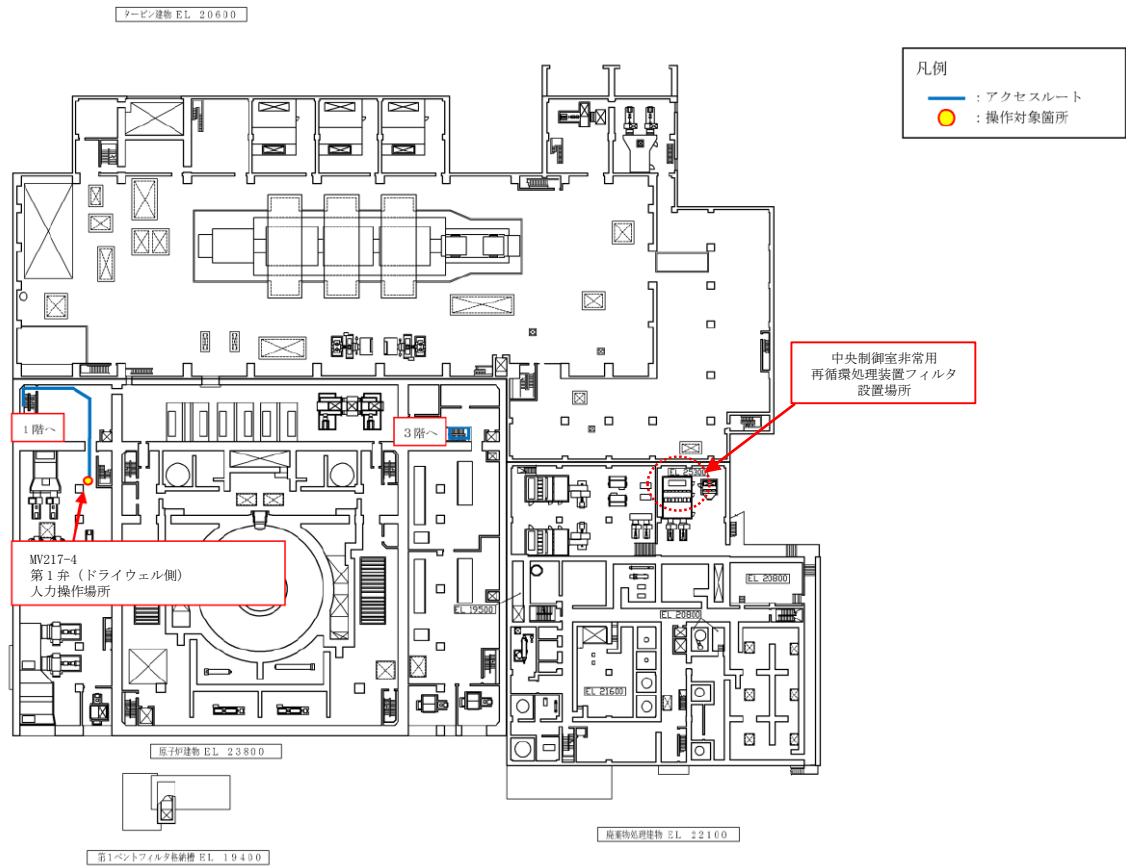 タービン建物 EL 20600
凡例
：アクセスルート
：操作対象箇所
中央制御室非常用
再循環処理装置フィルタ
設置場所
1階へ
3階へ
EL 25300
MV217-4
第1弁（ドライウェル側）
人力操作場所
EL 19500
EL 23800
EL 20800
EL 21600
原子炉建物 EL 23800
廃棄物処理建物 EL 22100
第1ベントフィルタ格納槽 EL 19400